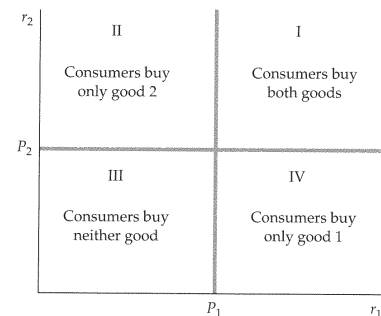 r2
II
I
Consumers buy
only good 2
Consumers buy
both goods
P2
III
IV
Consumers buy
neither good
Consumers buy
only good 1
P1
r1